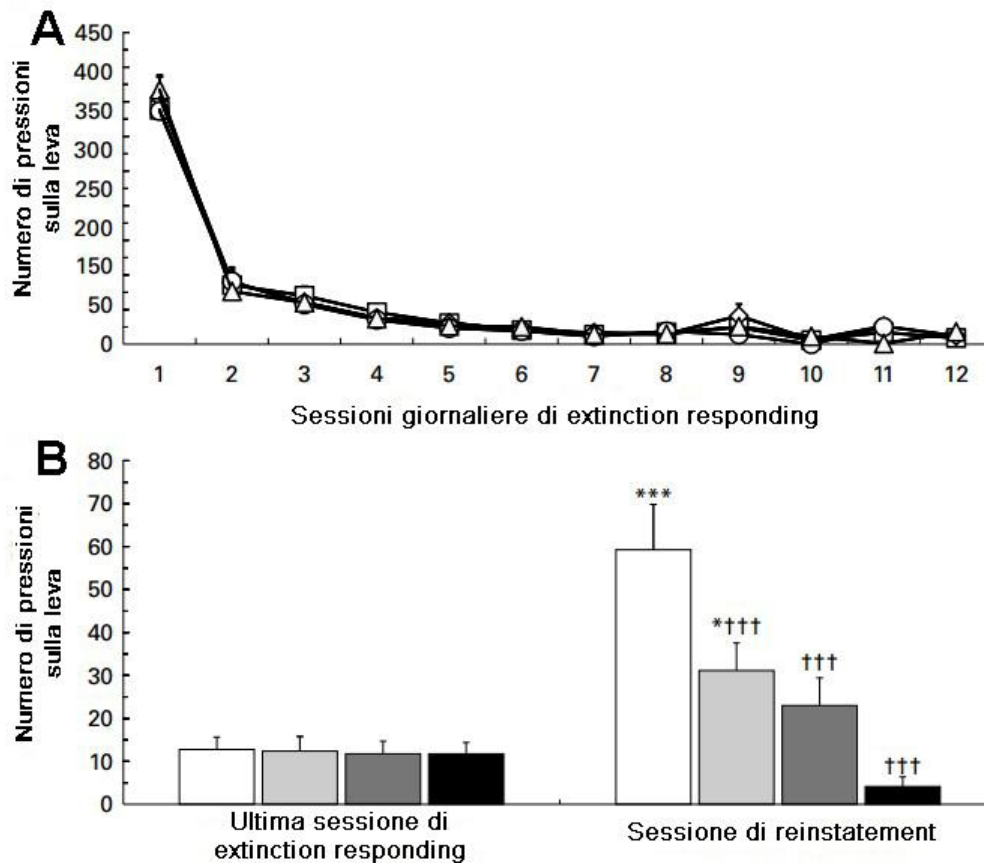 A
Numero di pressioni
sulla leva
450
400
350
300
250
200
150
50
0
1 2 3 4 5 6 7 8 9 10 11 12
Sessioni giornaliere di extinction responding
B
Numero di pressioni
sulla leva
80
70
60
50
40
30
20
10
0
***
*†††
†††
†††
Ultima sessione di
extinction responding
Sessione di reinstatement